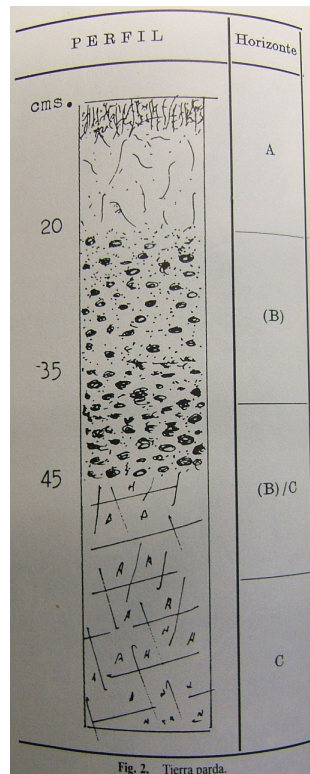 PERFIL
Horizonte
cms.
A
20
(B)
35
45
(B)/C
C
Fig. 2. Tierra parda.